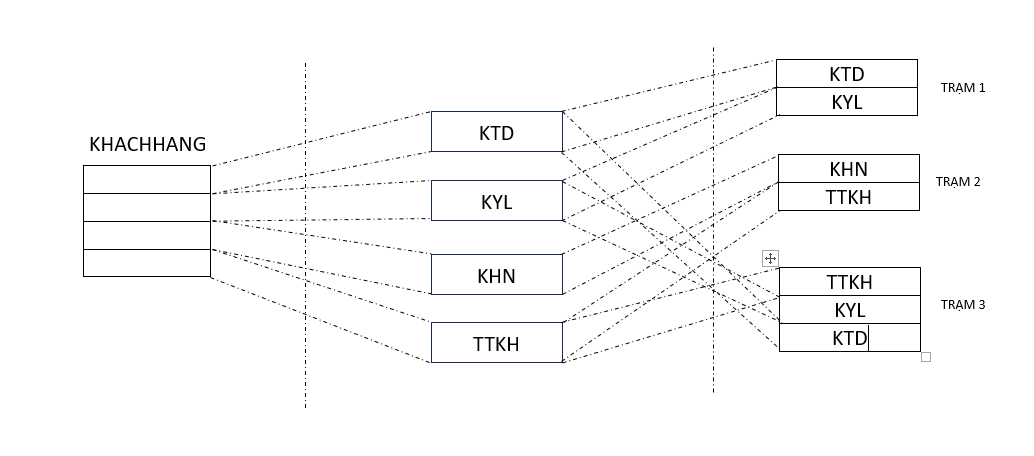 KHACHHANG
KTD
KYL
KHN
TTKH
KTD
KYL
TRẠM 1
KHN
TTKH
TRẠM 2
TTKH
KYL
KTD
TRẠM 3